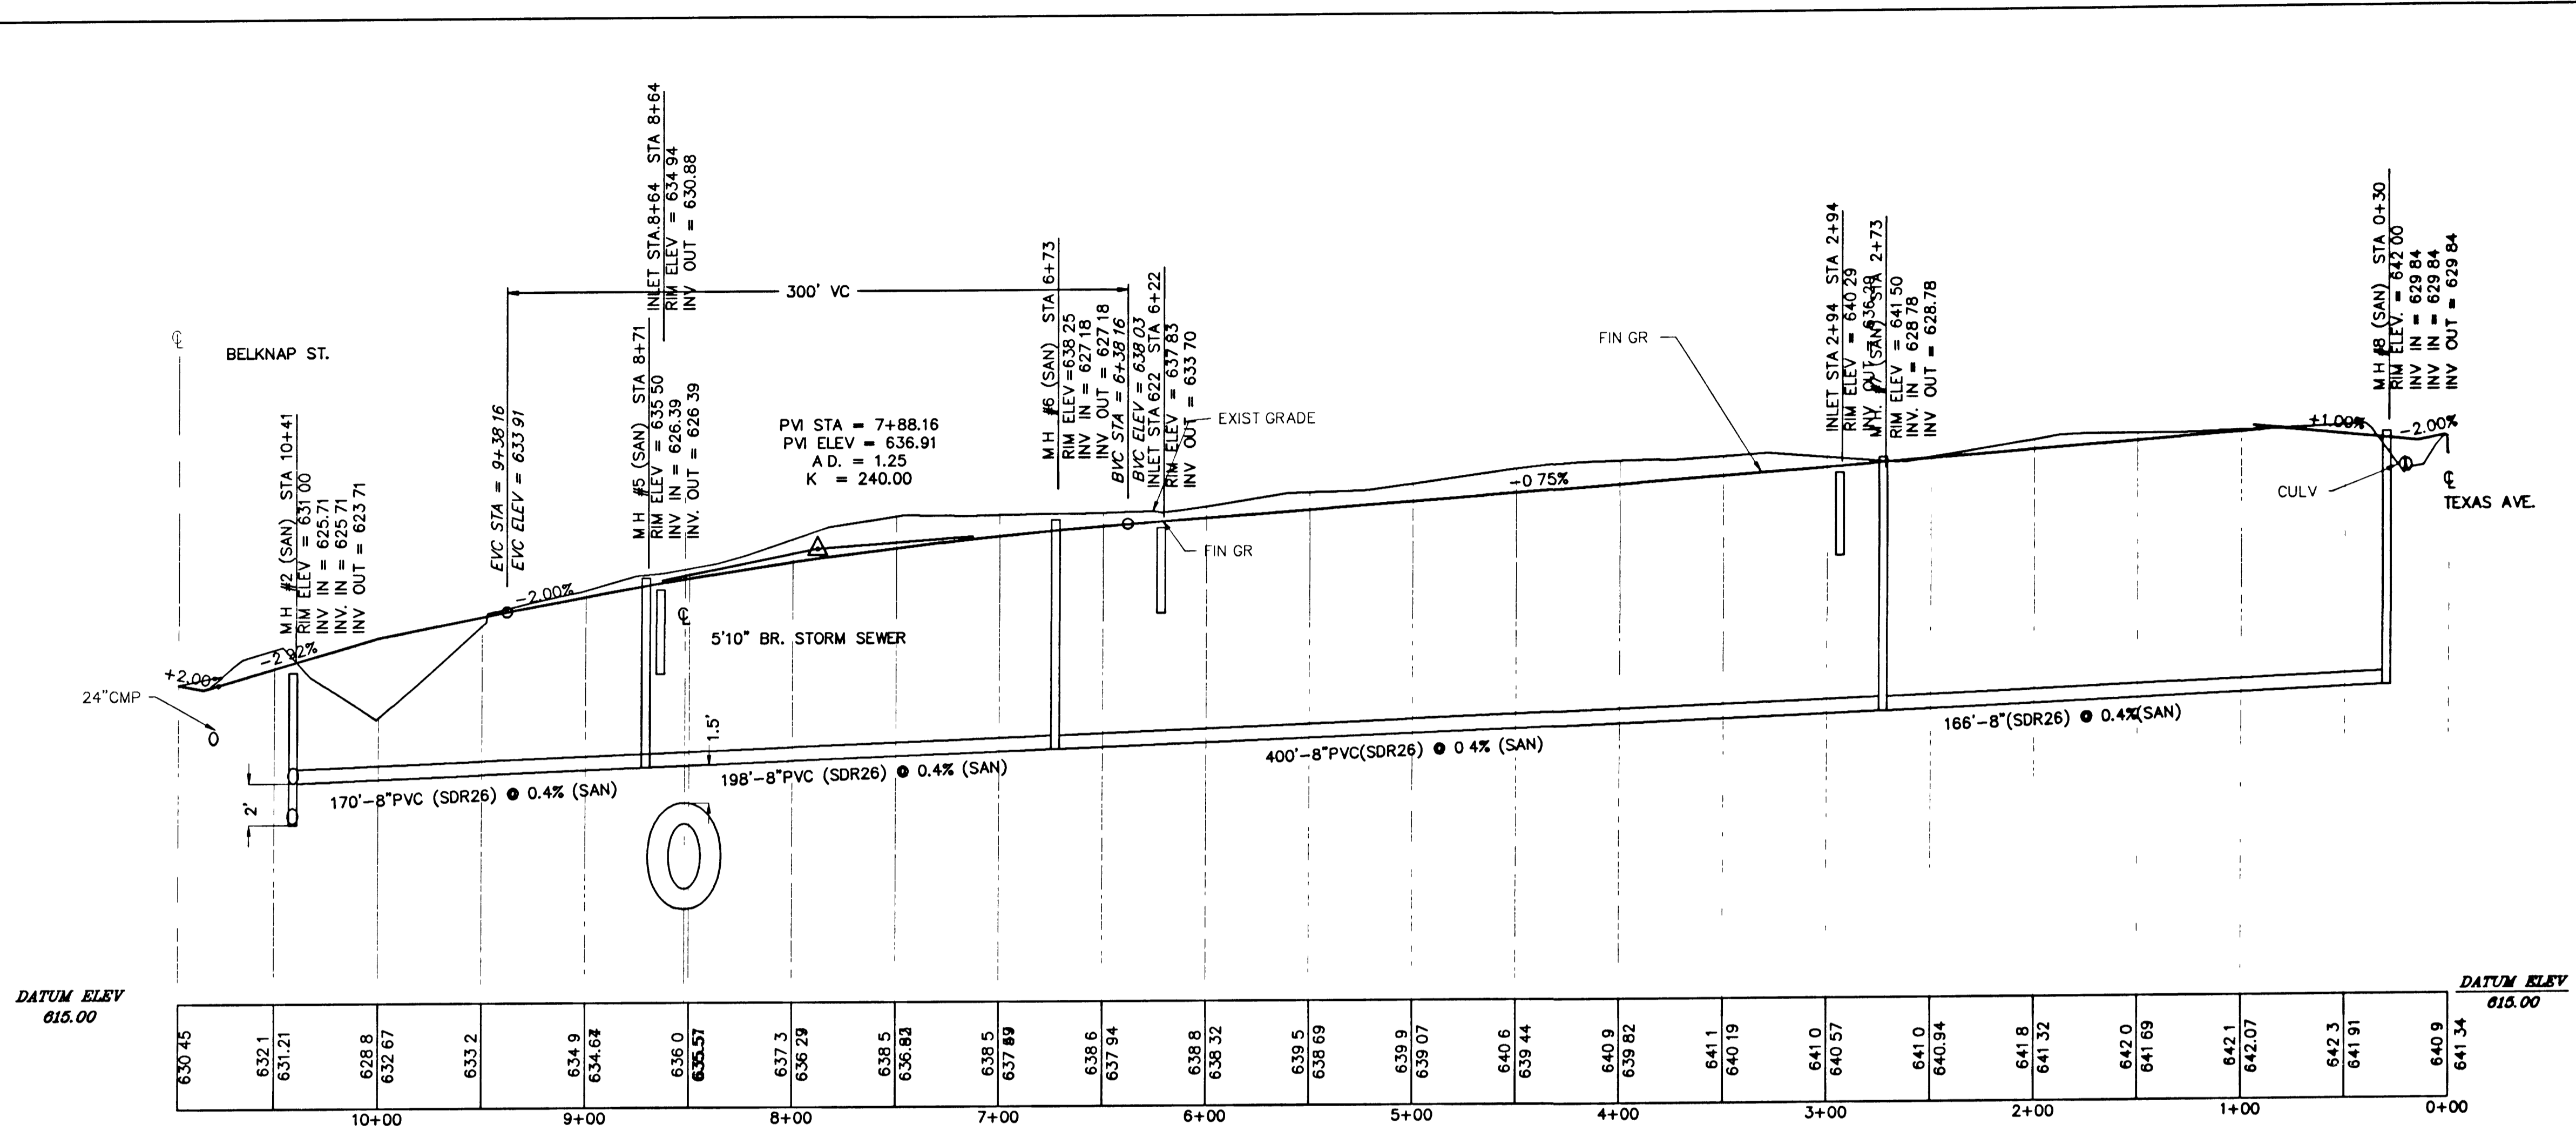 ℄
BELKNAP ST.
24"CMP
+2.00
M H #2 (SAN) STA 10+41
RIM ELEV = 631 00
INV IN = 625.71
INV. IN = 625 71
INV OUT = 623 71
2'
170'-8"PVC (SDR26) @ 0.4% (SAN)
EVC STA = 9+38 16
EVC ELEV = 633 91
-2.00%
300' VC
M H #5 (SAN) STA 8+71
RIM ELEV = 635 50
INV IN = 626.39
INV. OUT = 626 39
INLET STA.8+64 STA 8+64
RIM ELEV = 634 94
INV OUT = 630.88
PVI STA = 7+88.16
PVI ELEV = 636.91
A D. = 1.25
K = 240.00
℄
5'10" BR. STORM SEWER
1.5'
198'-8"PVC (SDR26) @ 0.4% (SAN)
M H #6 (SAN) STA 6+73
RIM ELEV=638 25
INV IN = 627 18
INV OUT = 627 18
BVC STA = 6+38 16
BVC ELEV = 638 03
INLET STA 622 STA 6+22
RIM ELEV = 637 83
INV OUT = 633 70
EXIST GRADE
FIN GR
400'-8"PVC(SDR26) @ 0 4% (SAN)
-0 75%
FIN GR
INLET STA 2+94 STA 2+94
RIM ELEV = 640 29
INV OUT = 636 29
M H. #7 (SAN) STA 2+73
RIM ELEV = 641 50
INV. IN = 628 78
INV OUT = 628.78
166'-8"(SDR26) @ 0.4%(SAN)
M H #8 (SAN) STA 0+30
RIM ELEV. = 642 00
INV IN = 629 84
INV IN = 629 84
INV OUT = 629 84
+1.00%
-2.00%
CULV
℄
TEXAS AVE.
DATUM ELEV
615.00
DATUM ELEV
615.00
630 45
632 1
631.21
628 8
632 67
633 2
634 9
636 0
637 3
638 5
638 5
638 6
637 94
638 8
638 32
639 5
638 69
639 9
639 07
640 6
639 44
640 9
639 82
641 1
640 19
641 0
640 57
641 0
640.94
641 8
641 32
642 0
641 69
642 1
642.07
642 3
641 91
640 9
641 34
10+00
9+00
8+00
7+00
6+00
5+00
4+00
3+00
2+00
1+00
0+00